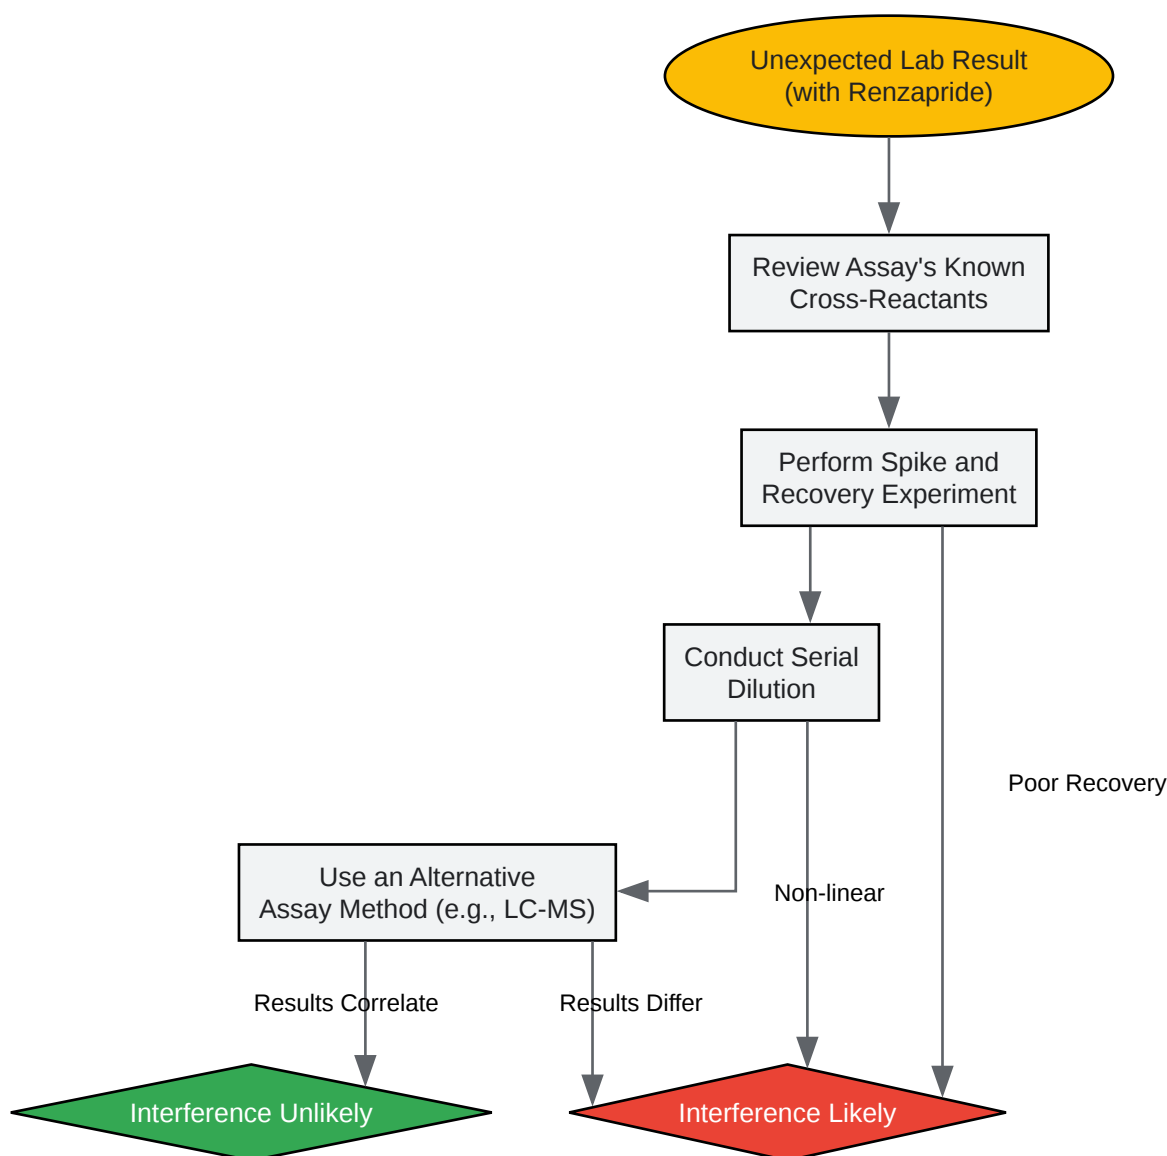 Unexpected Lab Result
(with Renzapride)
Review Assay's Known
Cross-Reactants
Perform Spike and
Recovery Experiment
Conduct Serial
Dilution
Poor Recovery
Use an Alternative
Assay Method (e.g., LC-MS)
Non-linear
Results Correlate
Results Differ
Interference Unlikely
Interference Likely